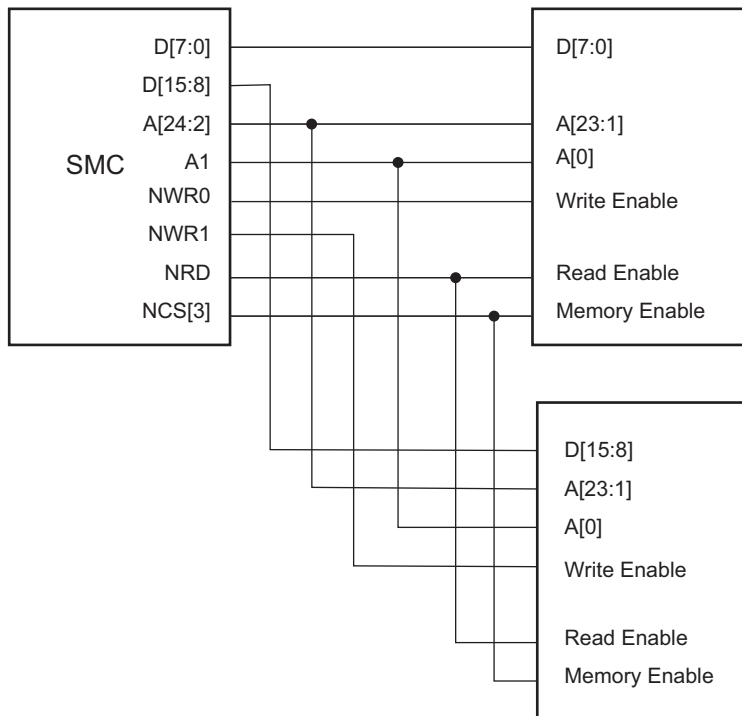 SMC
D[7:0]
D[15:8]
A[24:2]
A1
NWR0
NWR1
NRD
NCS[3]
D[7:0]
A[23:1]
A[0]
Write Enable
Read Enable
Memory Enable
D[15:8]
A[23:1]
A[0]
Write Enable
Read Enable
Memory Enable